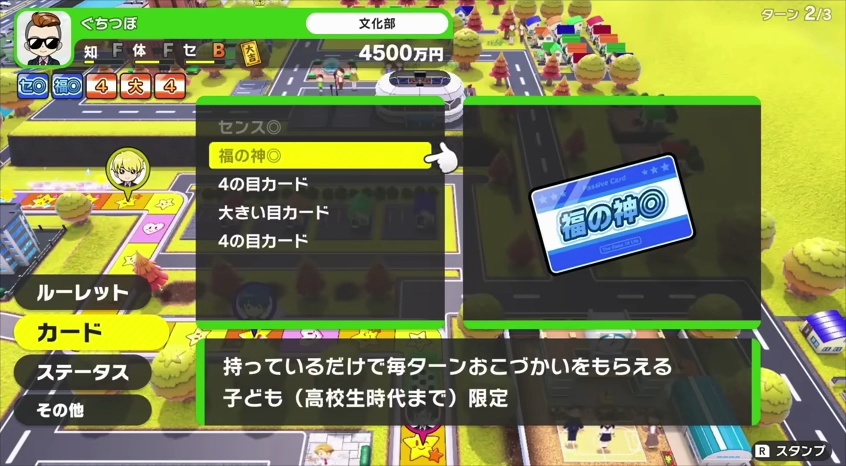 ぐちつぼ
文化部
ターン 2/3
知 F 体 F セ B 大吉
4500万円
セ◎ 福◎ 4 大 4
センス◎
福の神◎
4の目カード
大きい目カード
4の目カード
Passive Card
福の神◎
The Game Of Life
ルーレット
カード
ステータス
その他
持っているだけで毎ターンおこづかいをもらえる
子ども（高校生時代まで）限定
R スタンプ